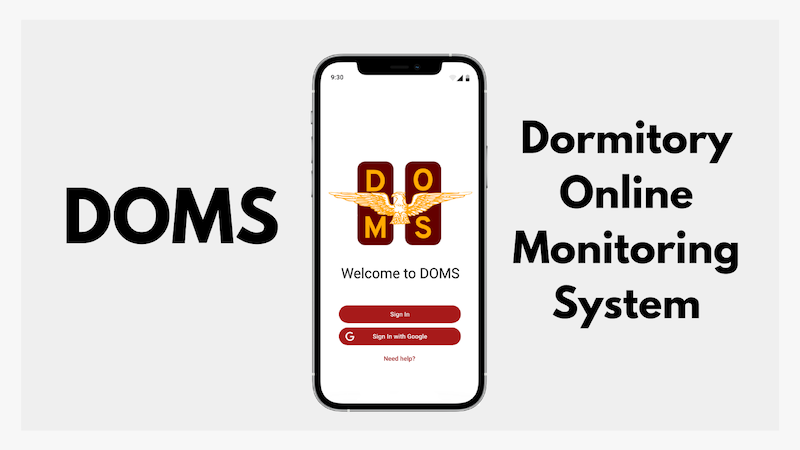 DOMS
9:30
D O
M S
Welcome to DOMS
Sign In
G Sign In with Google
Need help?
Dormitory
Online
Monitoring
System